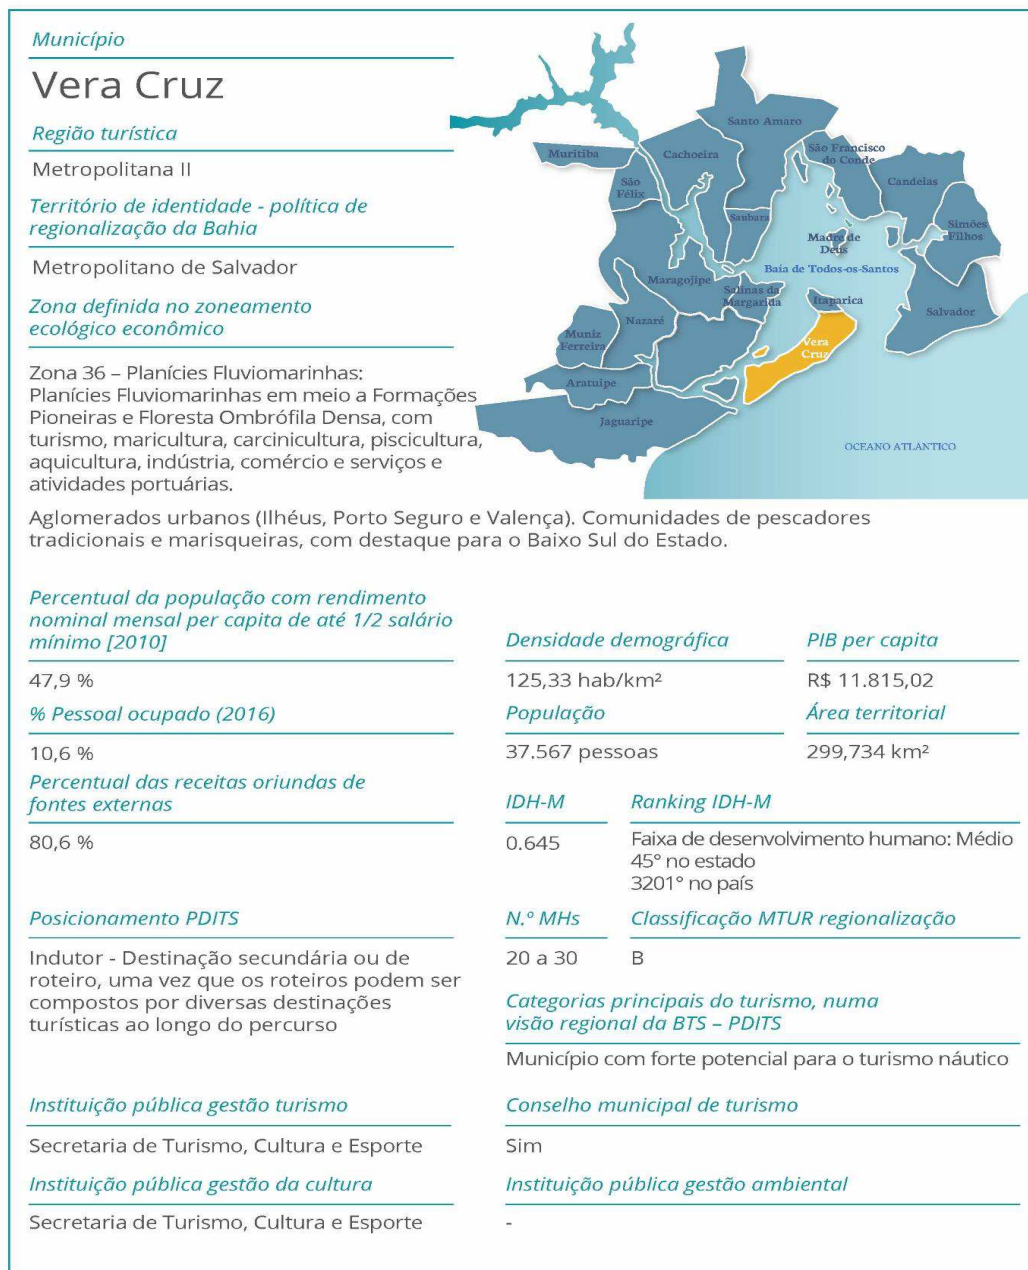 Município
Vera Cruz
Região turística
Metropolitana II
Território de identidade - política de
regionalização da Bahia
Metropolitano de Salvador
Zona definida no zoneamento
ecológico econômico
Zona 36 – Planícies Fluviomarinhas:
Planícies Fluviomarinhas em meio a Formações
Pioneiras e Floresta Ombrófila Densa, com
turismo, maricultura, carcinicultura, piscicultura,
aquicultura, indústria, comércio e serviços e
atividades portuárias.
Aglomerados urbanos (Ilhéus, Porto Seguro e Valença). Comunidades de pescadores
tradicionais e marisqueiras, com destaque para o Baixo Sul do Estado.
Santo Amaro
Muritiba
Cachoeira
São Francisco
do Conde
São
Félix
Candeias
Saubara
Simões
Filhos
Madre de
Deus
Baía de Todos-os-Santos
Maragojipe
Salinas da
Margarida
Itaparica
Salvador
Nazaré
Muniz
Ferreira
Vera
Cruz
Aratuípe
Jaguaripe
OCEANO ATLANTICO
Percentual da população com rendimento
nominal mensal per capita de até 1/2 salário
mínimo [2010]
47,9 %
Densidade demográfica
125,33 hab/km²
PIB per capita
R$ 11.815,02
% Pessoal ocupado (2016)
10,6 %
População
37.567 pessoas
Área territorial
299,734 km²
Percentual das receitas oriundas de
fontes externas
80,6 %
IDH-M
0.645
Ranking IDH-M
Faixa de desenvolvimento humano: Médio
45° no estado
3201° no país
Posicionamento PDITS
Indutor - Destinação secundária ou de
roteiro, uma vez que os roteiros podem ser
compostos por diversas destinações
turísticas ao longo do percurso
N.º MHs
20 a 30
Classificação MTUR regionalização
B
Categorias principais do turismo, numa
visão regional da BTS – PDITS
Município com forte potencial para o turismo náutico
Instituição pública gestão turismo
Secretaria de Turismo, Cultura e Esporte
Conselho municipal de turismo
Sim
Instituição pública gestão da cultura
Secretaria de Turismo, Cultura e Esporte
Instituição pública gestão ambiental
-